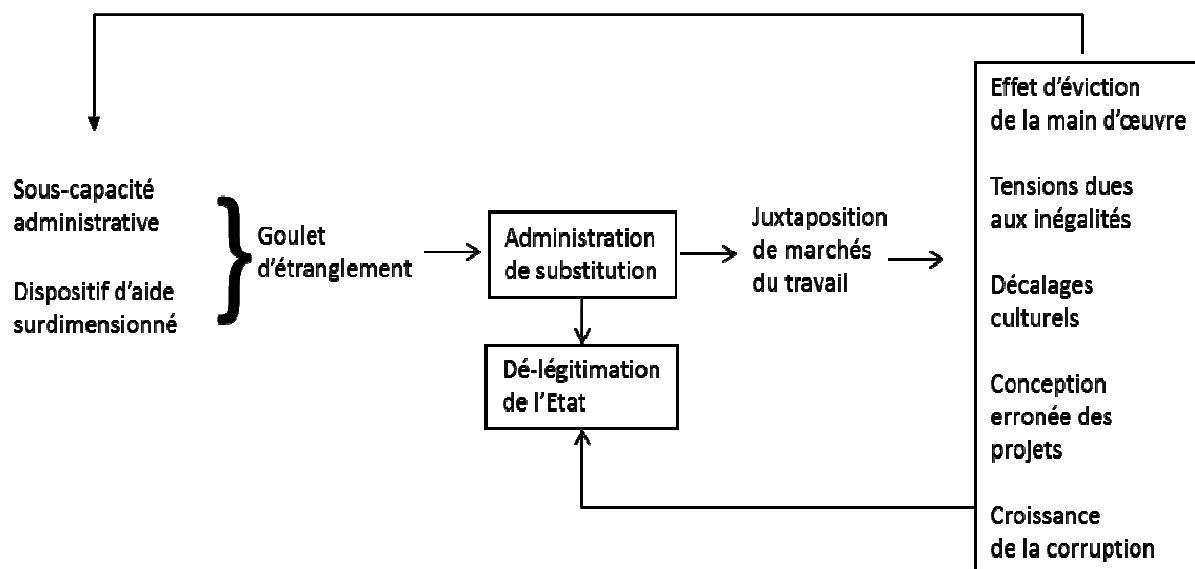 Sous-capacité
administrative
Dispositif d'aide
surdimensionné
Goulet
d'étranglement
Administration
de substitution
Dé-légitimation
de l'Etat
Juxtaposition
de marchés
du travail
Effet d'éviction
de la main d'œuvre
Tensions dues
aux inégalités
Décalages
culturels
Conception
erronée des
projets
Croissance
de la corruption